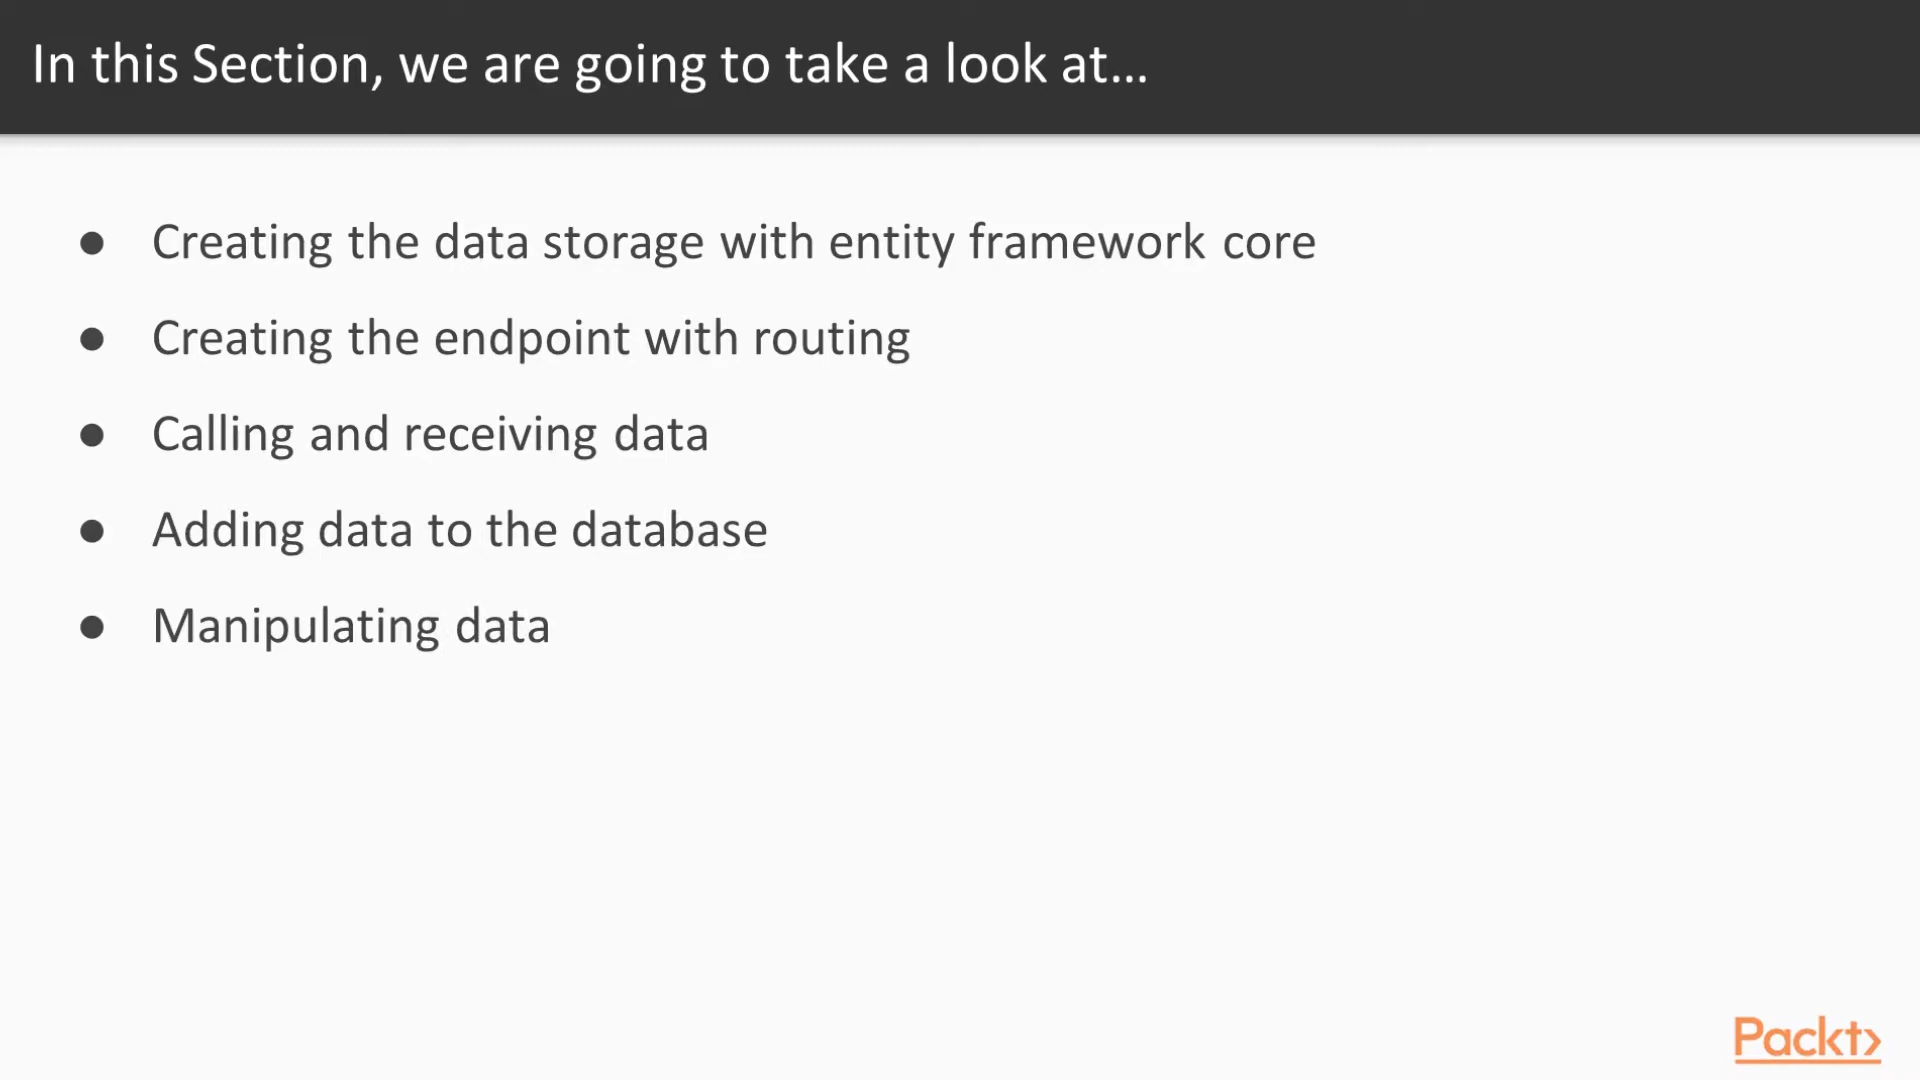 In this Section, we are going to take a look at...
● Creating the data storage with entity framework core
● Creating the endpoint with routing
● Calling and receiving data
● Adding data to the database
● Manipulating data
Packt>